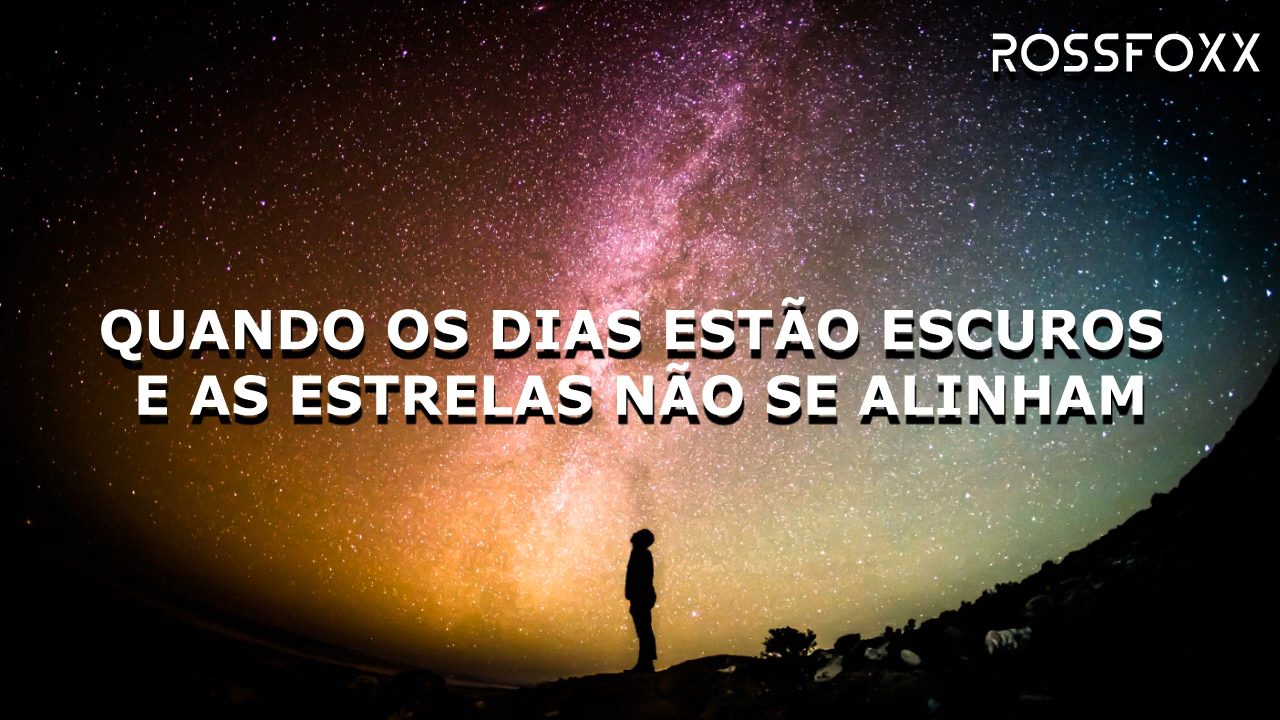 ROSSFOXX
QUANDO OS DIAS ESTÃO ESCUROS
E AS ESTRELAS NÃO SE ALINHAM